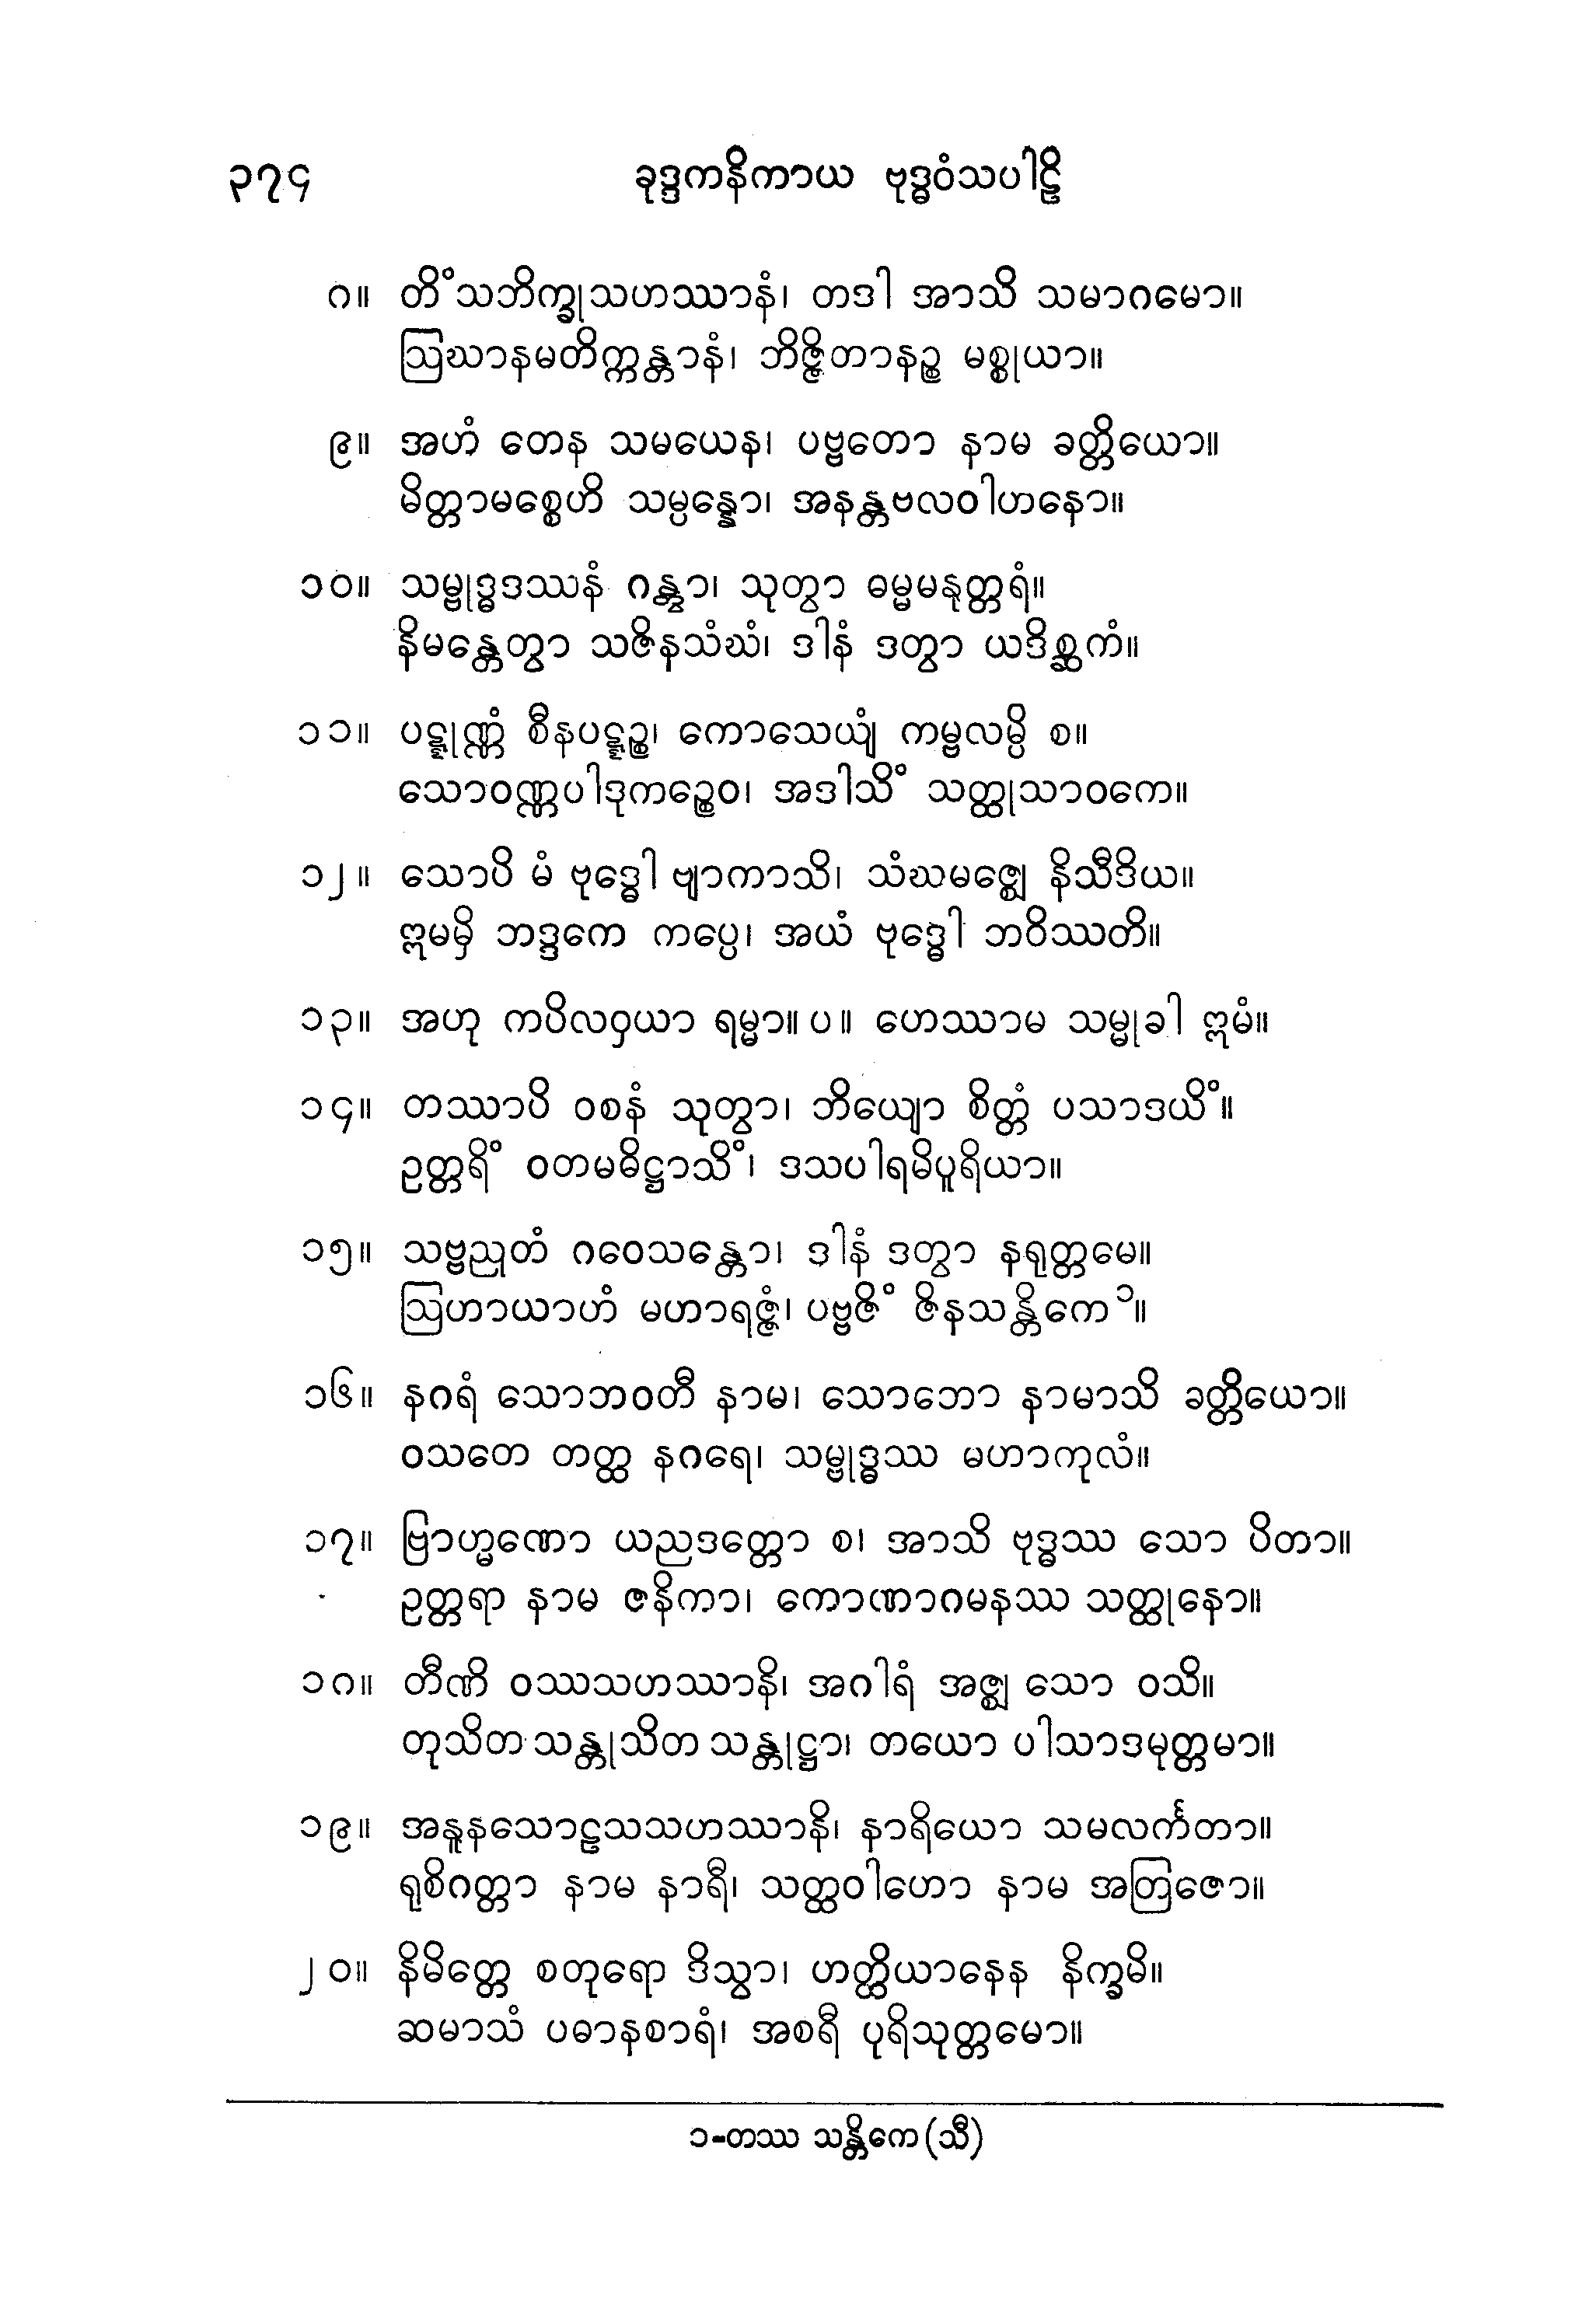 ၃၇၄ ခုဒ္ဒကနိကာယ ဗုဒ္ဓဝံသပါဠိ
၈။ တိံသဘိက္ခုသဟဿာနံ၊ တဒါ အာသိ သမာဂမော။
ဩဃာနမတိက္ကန္တာနံ၊ ဘိဇ္ဇိတာနဉ္စ မစ္စုယာ။
၉။ အဟံ တေန သမယေန၊ ပဗ္ဗတော နာမ ခတ္တိယော။
မိတ္တာမစ္စေဟိ သမ္ပန္နော၊ အနန္တဗလဝါဟနော။
၁၀။ သမ္ဗုဒ္ဓဒဿနံ ဂန္တွာ၊ သုတွာ ဓမ္မမနုတ္တရံ။
နိမန္တေတွာ သဇိနသံဃံ၊ ဒါနံ ဒတွာ ယဒိစ္ဆကံ။
၁၁။ ပဋ္ဋုဏ္ဏံ စီနပဋ္ဋဉ္စ၊ ကောသေယျံ ကမ္ဗလမ္ပိ စ။
သောဝဏ္ဏပါဒုကဉ္စေဝ၊ အဒါသိံ သတ္ထုသာဝကေ။
၁၂။ သောပိ မံ ဗုဒ္ဓေါ ဗျာကာသိ၊ သံဃမဇ္ဈေ နိသီဒိယ။
ဣမမှိ ဘဒ္ဒကေ ကပ္ပေ၊ အယံ ဗုဒ္ဓေါ ဘဝိဿတိ။
၁၃။ အဟု ကပိလဝှယာ ရမ္မာ။ ပ ။ ဟေဿာမ သမ္မုခါ ဣမံ။
၁၄။ တဿာပိ ဝစနံ သုတွာ၊ ဘိယျော စိတ္တံ ပသာဒယိံ။
ဥတ္တရိံ ဝတမဓိဋ္ဌာသိံ၊ ဒသပါရမိပူရိယာ။
၁၅။ သဗ္ဗညုတံ ဂဝေသန္တော၊ ဒါနံ ဒတွာ နရုတ္တမေ။
ဩဟာယာဟံ မဟာရဇ္ဇံ၊ ပဗ္ဗဇိံ ဇိနသန္တိကေ ၁။
၁၆။ နဂရံ သောဘဝတီ နာမ၊ သောဘော နာမာသိ ခတ္တိယော။
ဝသတေ တတ္ထ နဂရေ၊ သမ္ဗုဒ္ဓဿ မဟာကုလံ။
၁၇။ ဗြာဟ္မဏော ယညဒတ္တော စ၊ အာသိ ဗုဒ္ဓဿ သော ပိတာ။
ဥတ္တရာ နာမ ဇနိကာ၊ ကောဏာဂမနဿ သတ္ထုနော။
၁၈။ တီဏိ ဝဿသဟဿာနိ၊ အဂါရံ အဇ္ဈ သော ဝသိ။
တုသိတ သန္တုသိတ သန္တုဋ္ဌာ၊ တယော ပါသာဒမုတ္တမာ။
၁၉။ အနူနသောဠသသဟဿာနိ၊ နာရိယော သမလင်္ကတာ။
ရုစိဂတ္တာ နာမ နာရီ၊ သတ္ထဝါဟော နာမ အတြဇော။
၂၀။ နိမိတ္တေ စတုရော ဒိသွာ၊ ဟတ္ထိယာနေန နိက္ခမိ။
ဆမာသံ ပဓာနစာရံ၊ အစရီ ပုရိသုတ္တမော။
၁-တဿ သန္တိကေ (သီ)